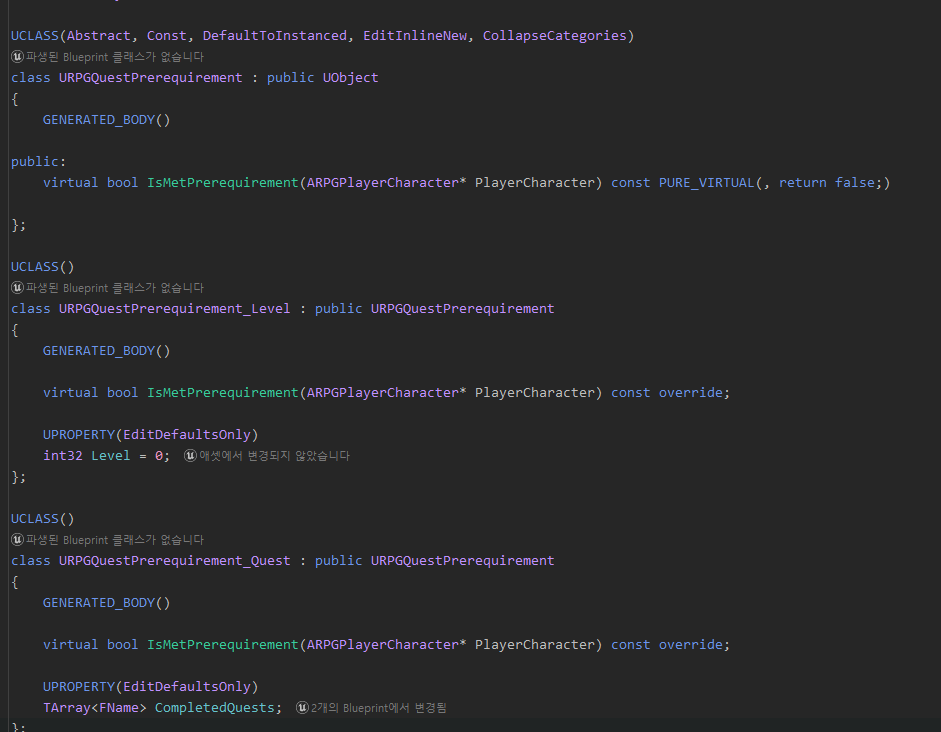 UCLASS(Abstract, Const, DefaultToInstanced, EditInlineNew, CollapseCategories)
파생된 Blueprint 클래스가 없습니다
class URPGQuestPrerequirement : public UObject
{
    GENERATED_BODY()
public:
    virtual bool IsMetPrerequirement(ARPGPlayerCharacter* PlayerCharacter) const PURE_VIRTUAL(, return false;)
};
UCLASS()
파생된 Blueprint 클래스가 없습니다
class URPGQuestPrerequirement_Level : public URPGQuestPrerequirement
{
    GENERATED_BODY()
    virtual bool IsMetPrerequirement(ARPGPlayerCharacter* PlayerCharacter) const override;
    UPROPERTY(EditDefaultsOnly)
    int32 Level = 0; 애셋에서 변경되지 않았습니다
};
UCLASS()
파생된 Blueprint 클래스가 없습니다
class URPGQuestPrerequirement_Quest : public URPGQuestPrerequirement
{
    GENERATED_BODY()
    virtual bool IsMetPrerequirement(ARPGPlayerCharacter* PlayerCharacter) const override;
    UPROPERTY(EditDefaultsOnly)
    TArray<FName> CompletedQuests; 2개의 Blueprint에서 변경됨
};